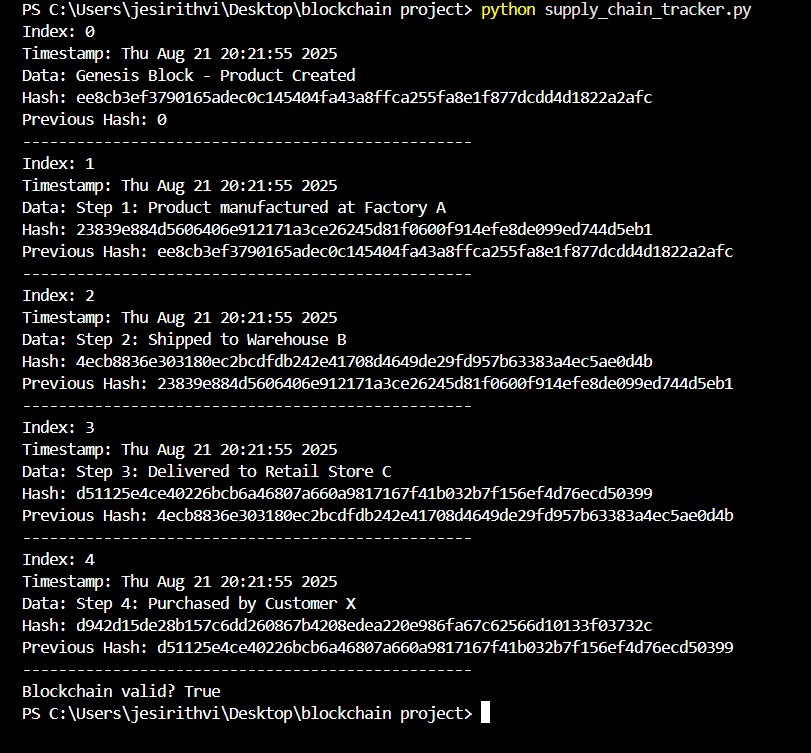 PS C:\Users\jesirithvi\Desktop\blockchain project> python supply_chain_tracker.py
Index: 0
Timestamp: Thu Aug 21 20:21:55 2025
Data: Genesis Block - Product Created
Hash: ee8cb3ef3790165adec0c145404fa43a8ffca255fa8e1f877dcdd4d1822a2afc
Previous Hash: 0
--------------------------------------------------
Index: 1
Timestamp: Thu Aug 21 20:21:55 2025
Data: Step 1: Product manufactured at Factory A
Hash: 23839e884d5606406e912171a3ce26245d81f0600f914efe8de099ed744d5eb1
Previous Hash: ee8cb3ef3790165adec0c145404fa43a8ffca255fa8e1f877dcdd4d1822a2afc
--------------------------------------------------
Index: 2
Timestamp: Thu Aug 21 20:21:55 2025
Data: Step 2: Shipped to Warehouse B
Hash: 4ecb8836e303180ec2bcdfdb242e41708d4649de29fd957b63383a4ec5ae0d4b
Previous Hash: 23839e884d5606406e912171a3ce26245d81f0600f914efe8de099ed744d5eb1
--------------------------------------------------
Index: 3
Timestamp: Thu Aug 21 20:21:55 2025
Data: Step 3: Delivered to Retail Store C
Hash: d51125e4ce40226bcb6a46807a660a9817167f41b032b7f156ef4d76ecd50399
Previous Hash: 4ecb8836e303180ec2bcdfdb242e41708d4649de29fd957b63383a4ec5ae0d4b
--------------------------------------------------
Index: 4
Timestamp: Thu Aug 21 20:21:55 2025
Data: Step 4: Purchased by Customer X
Hash: d942d15de28b157c6dd260867b4208edea220e986fa67c62566d10133f03732c
Previous Hash: d51125e4ce40226bcb6a46807a660a9817167f41b032b7f156ef4d76ecd50399
--------------------------------------------------
Blockchain valid? True
PS C:\Users\jesirithvi\Desktop\blockchain project>